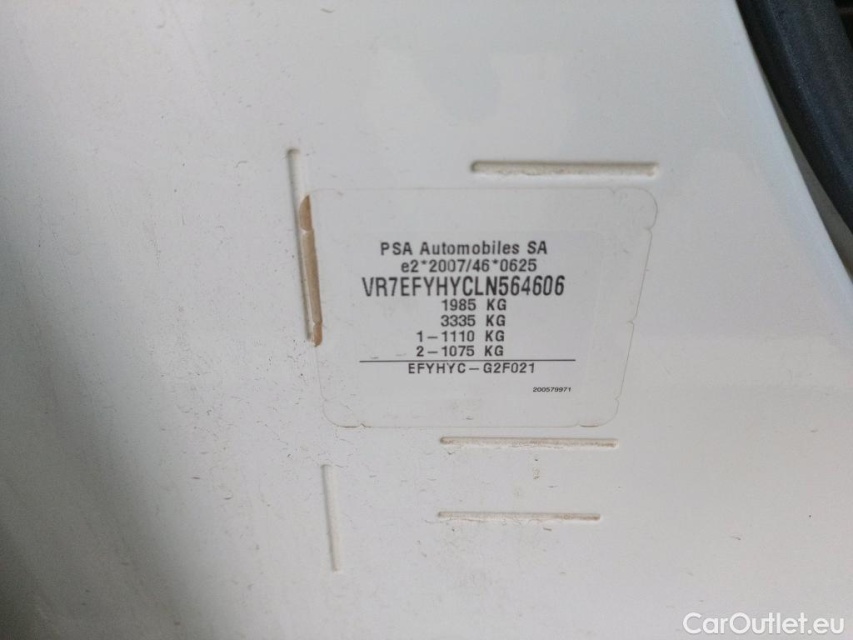 PSA Automobiles SA
e2*2007/46*0625
VR7EFYHYCLN564606
1985 KG
3335 KG
1-1110 KG
2-1075 KG
EFYHYC-G2F021
200579971
CarOutlet.eu